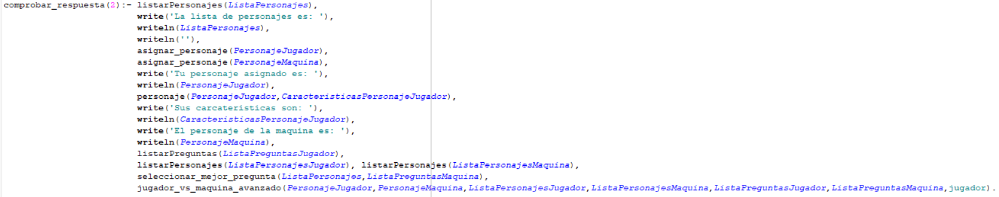 comprobar_respuesta(2):- listarPersonajes(ListaPersonajes),
write('La lista de personajes es: '),
writeln(ListaPersonajes),
writeln(''),
asignar_personaje(PersonajeJugador),
asignar_personaje(PersonajeMaquina),
write('Tu personaje asignado es: '),
writeln(PersonajeJugador),
personaje(PersonajeJugador,CaracteristicasPersonajeJugador),
write('Sus carcateristicas son: '),
writeln(CaracteristicasPersonajeJugador),
write('El personaje de la maquina es: '),
writeln(PersonajeMaquina),
listarPreguntas(ListaPreguntasJugador),
listarPersonajes(ListaPersonajesJugador), listarPersonajes(ListaPersonajesMaquina),
seleccionar_mejor_pregunta(ListaPersonajes,ListaPreguntasMaquina),
jugador_vs_maquina_avanzado(PersonajeJugador,PersonajeMaquina,ListaPersonajesJugador,ListaPersonajesMaquina,ListaPreguntasJugador,ListaPreguntasMaquina,jugador).